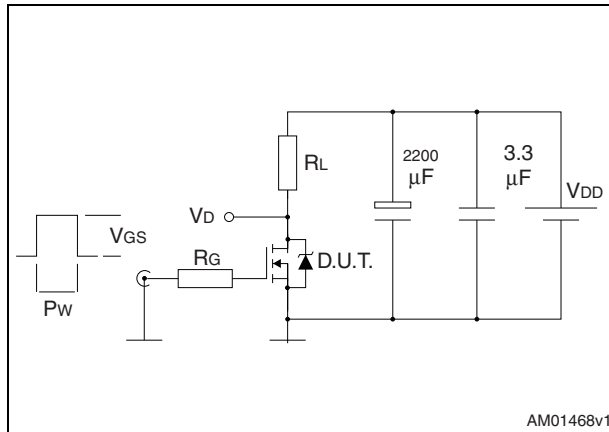 RL
2200
μF
3.3
μF
VDD
VD
VGS
RG
D.U.T.
PW
AM01468v1